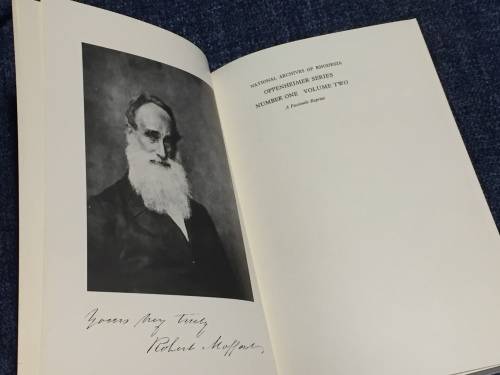 Yours very truly
Robert Moffat
NATIONAL ARCHIVES OF RHODESIA
OPPENHEIMER SERIES
NUMBER ONE VOLUME TWO
A Facsimile Reprint